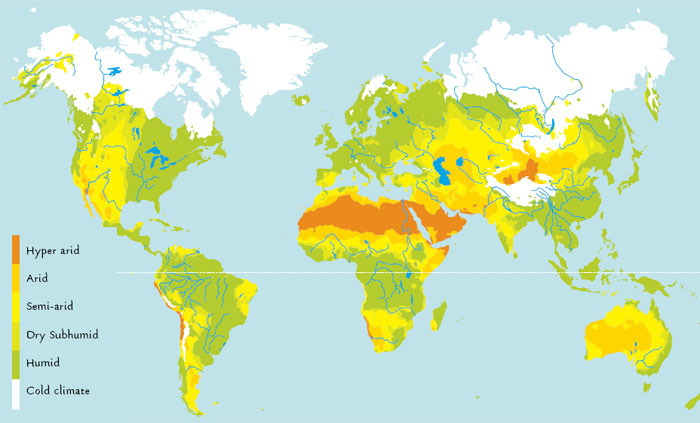 Hyper arid
Arid
Semi-arid
Dry Subhumid
Humid
Cold climate